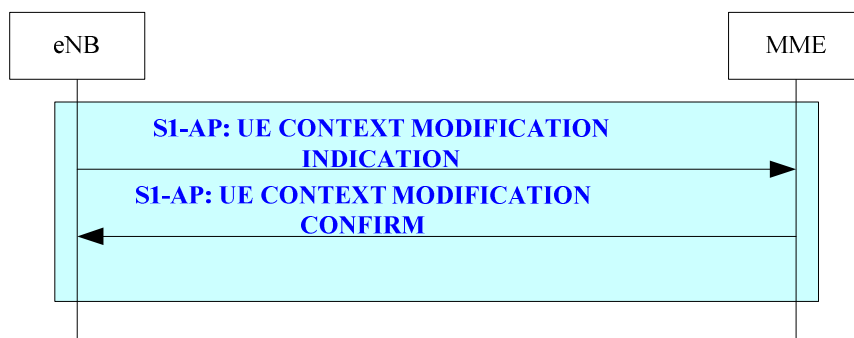 eNB
MME
S1-AP: UE CONTEXT MODIFICATION
INDICATION
S1-AP: UE CONTEXT MODIFICATION
CONFIRM